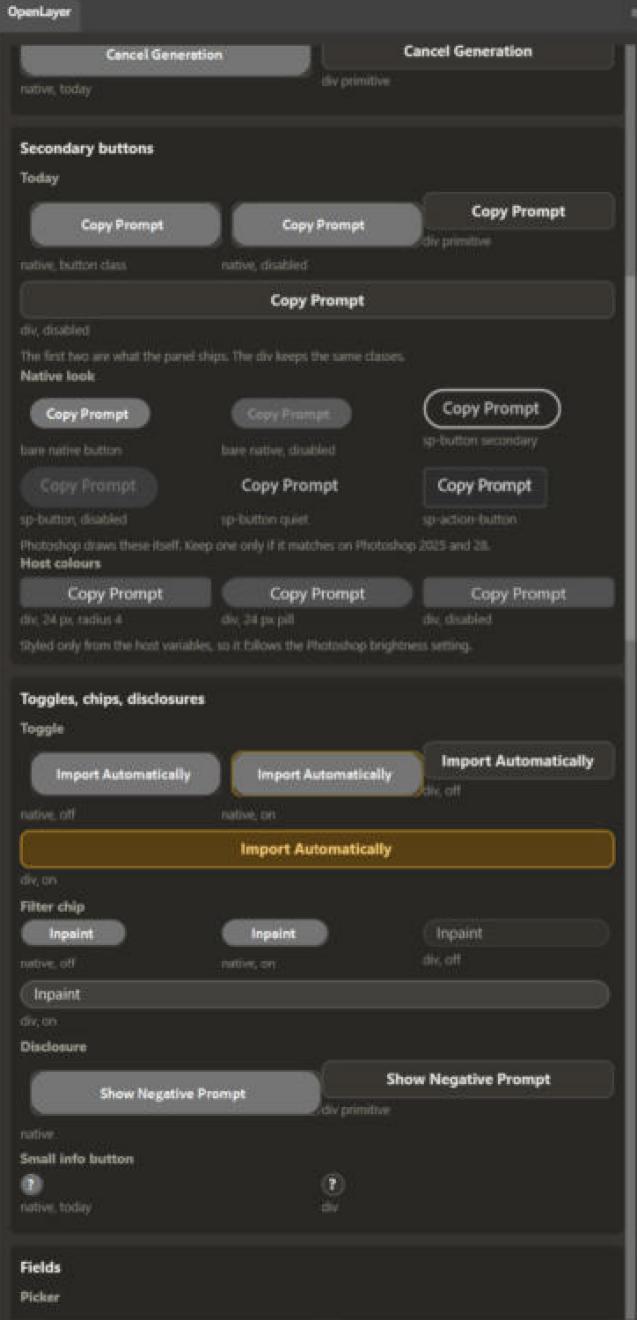 OpenLayer
Cancel Generation Cancel Generation
native, today div primitive
Secondary buttons
Today
Copy Prompt Copy Prompt Copy Prompt
div primitive
native, button class native, disabled
Copy Prompt
div, disabled
The first two are what the panel ships. The div keeps the same classes.
Native look
Copy Prompt Copy Prompt Copy Prompt
bare native button bare native, disabled sp-button secondary
Copy Prompt Copy Prompt Copy Prompt
sp-button, disabled sp-button quiet sp-action-button
Photoshop draws these itself. Keep one only if it matches on Photoshop 2025 and 28.
Host colours
Copy Prompt Copy Prompt Copy Prompt
div, 24 px, radius 4 div, 24 px pill div, disabled
Styled only from the host variables, so it follows the Photoshop brightness setting.
Toggles, chips, disclosures
Toggle
Import Automatically Import Automatically Import Automatically
div, off
native, off native, on
Import Automatically
div, on
Filter chip
Inpaint Inpaint Inpaint
native, off native, on div, off
Inpaint
div, on
Disclosure
Show Negative Prompt Show Negative Prompt
div primitive
native
Small info button
? ?
native, today div
Fields
Picker